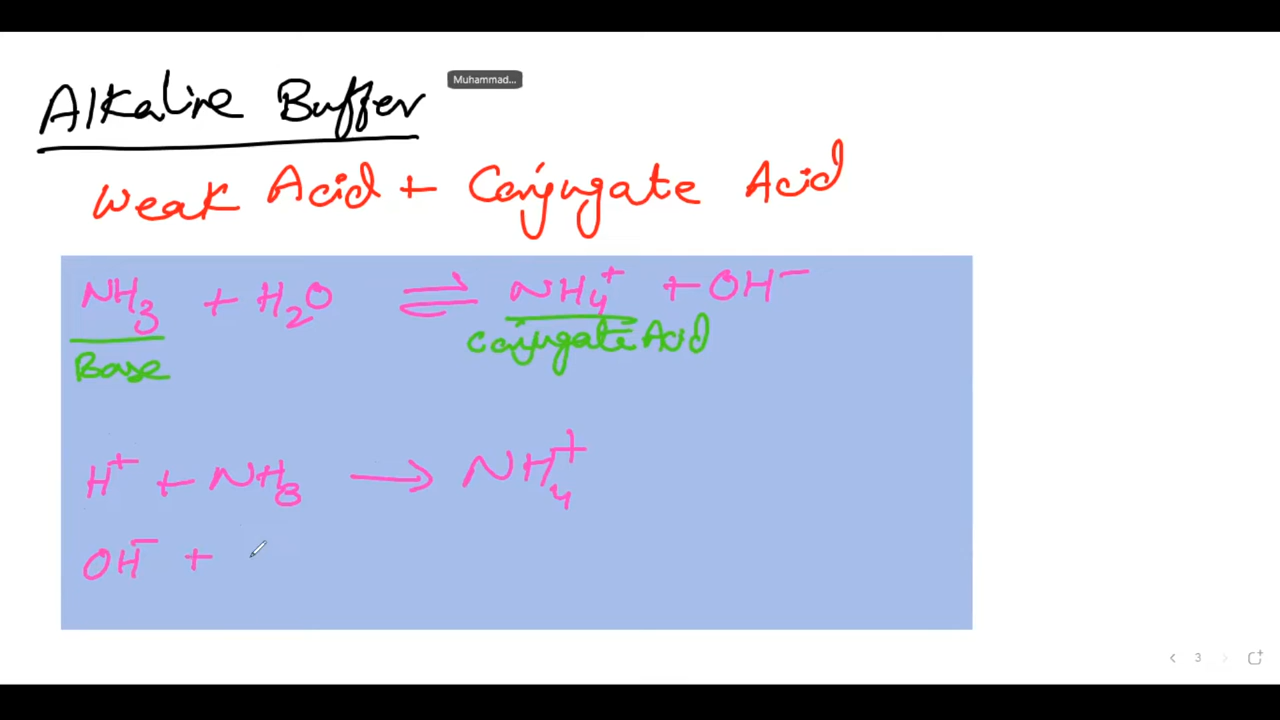 Alkaline Buffer
Muhammad...
Weak Acid + Conjugate Acid
NH₃ + H₂O ⇌ NH₄⁺ + OH⁻
Base Conjugate Acid
H⁺ + NH₃ → NH₄⁺
OH⁻ +
3